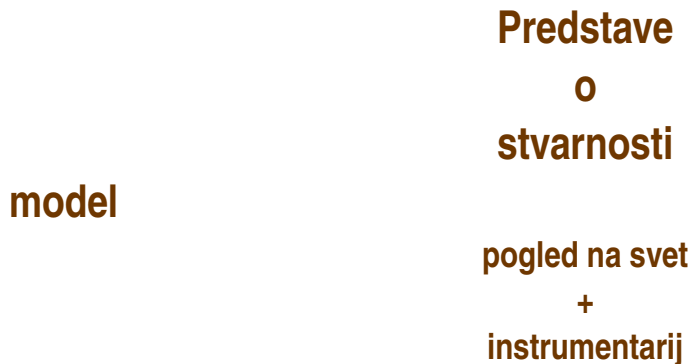 Predstave
o
stvarnosti
model
pogled na svet
+
instrumentarij